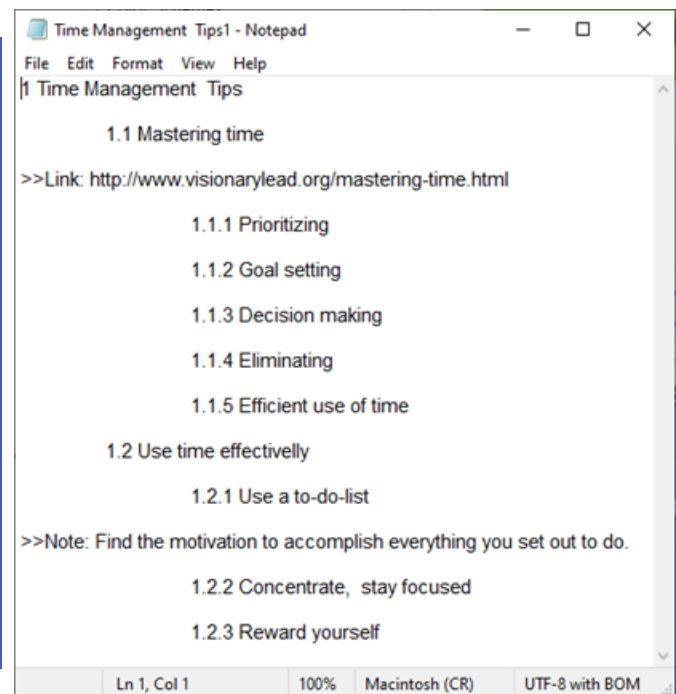 Time Management  Tips1 - Notepad
File Edit Format View Help
1 Time Management  Tips
1.1 Mastering time
>>Link: http://www.visionarylead.org/mastering-time.html
1.1.1 Prioritizing
1.1.2 Goal setting
1.1.3 Decision making
1.1.4 Eliminating
1.1.5 Efficient use of time
1.2 Use time effectivelly
1.2.1 Use a to-do-list
>>Note: Find the motivation to accomplish everything you set out to do.
1.2.2 Concentrate,  stay focused
1.2.3 Reward yourself
Ln 1, Col 1 100% Macintosh (CR) UTF-8 with BOM